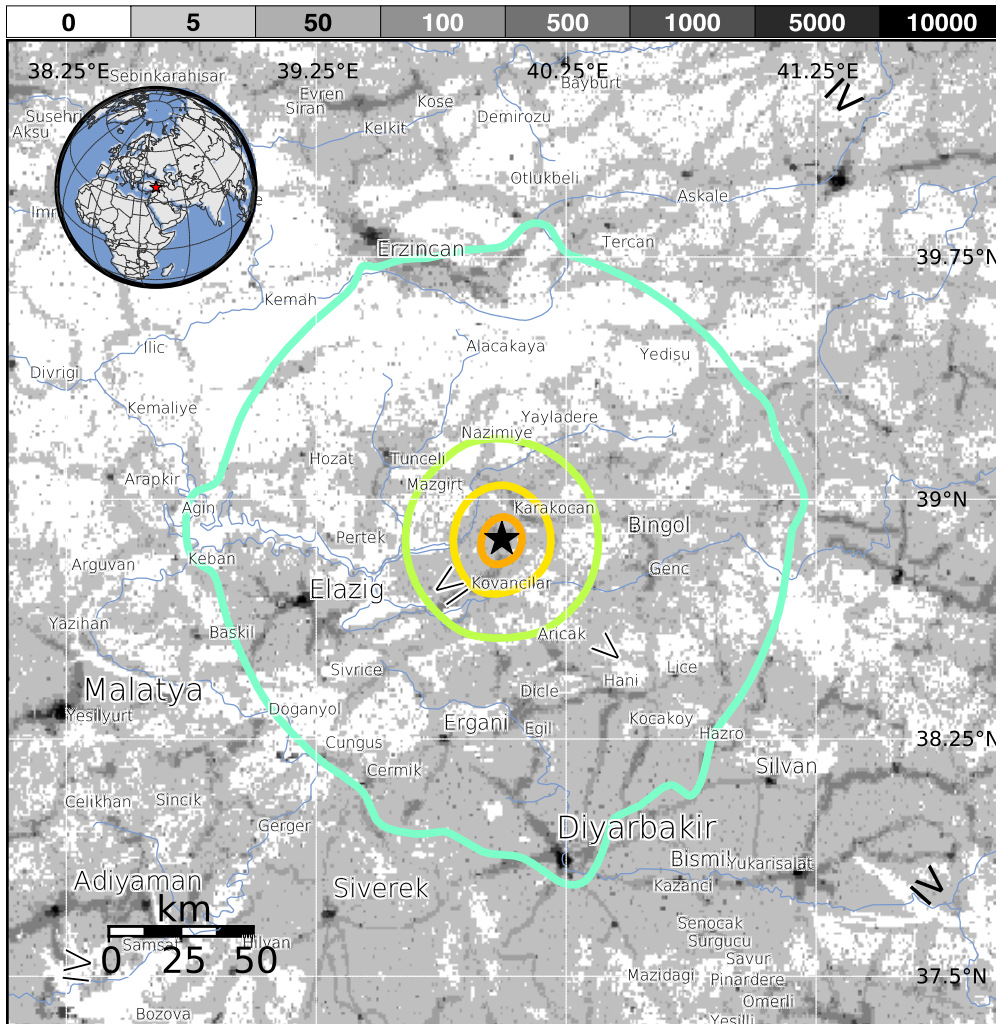 0 5 50 100 500 1000 5000 10000
38.25°E 39.25°E 40.25°E 41.25°E
Sebinkarahisar
Bayburt
Evren
Siran
Kose
IV
Susehri
Aksu
Kelkit
Demirozu
Otlukbeli
Askale
Erzincan
Tercan
39.75°N
Kemah
Ilic
Alacakaya
Yedisu
Divrigi
Kemaliye
Yayladere
Nazimiye
Hozat
Tunceli
Arapkir
Mazgirt
39°N
Agin
Karakocan
Bingol
Pertek
Keban
Arguvan
Genc
Elazig
VII
Kovancilar
Yazihan
Baskil
Aricak
V
Sivrice
Lice
Hani
Malatya
Dicle
Yesilyurt
Doganyol
Ergani
Egil
Kocakoy
Hazro
38.25°N
Cungus
Cermik
Silvan
Celikhan
Sincik
Gerger
Diyarbakir
Bismil
Yukarisalat
Adiyaman
Siverek
Kazanci
IV
km
Senocak
Surgucu
Samsat
Hilvan
0 25 50
IV
Savur
Mazidagi
Pinardere
37.5°N
Omerli
Bozova
Yesilli